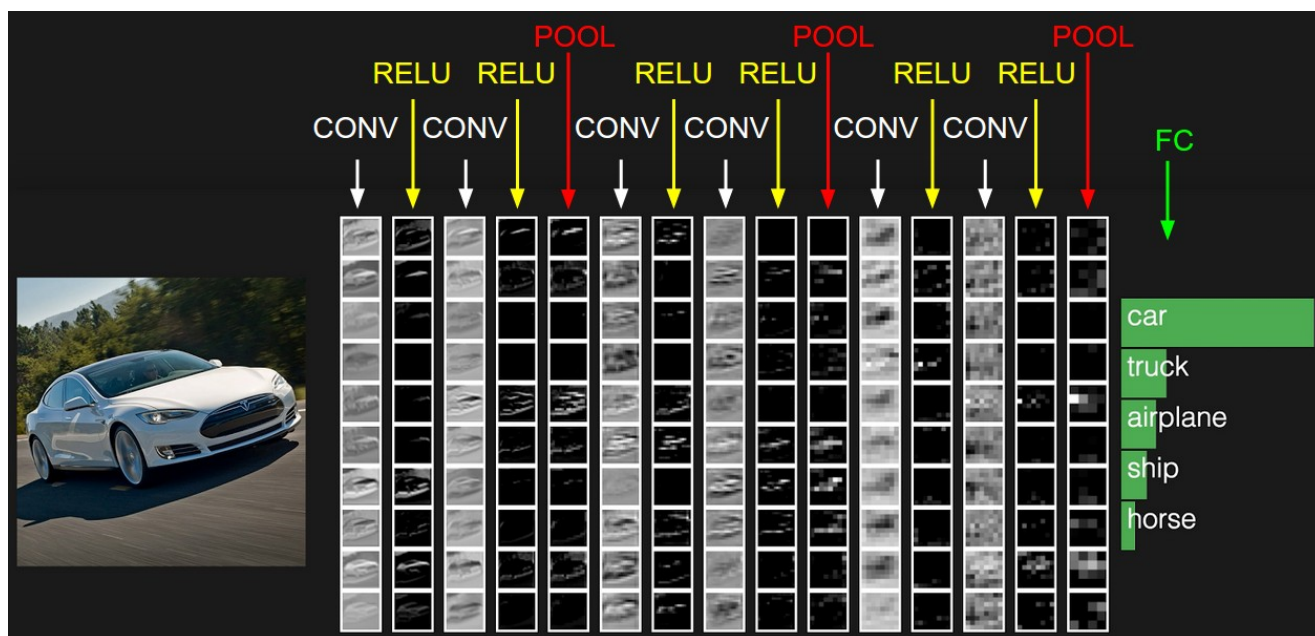 POOL POOL POOL
RELU RELU RELU RELU RELU RELU
CONV CONV CONV CONV CONV CONV
FC
car
truck
airplane
ship
horse